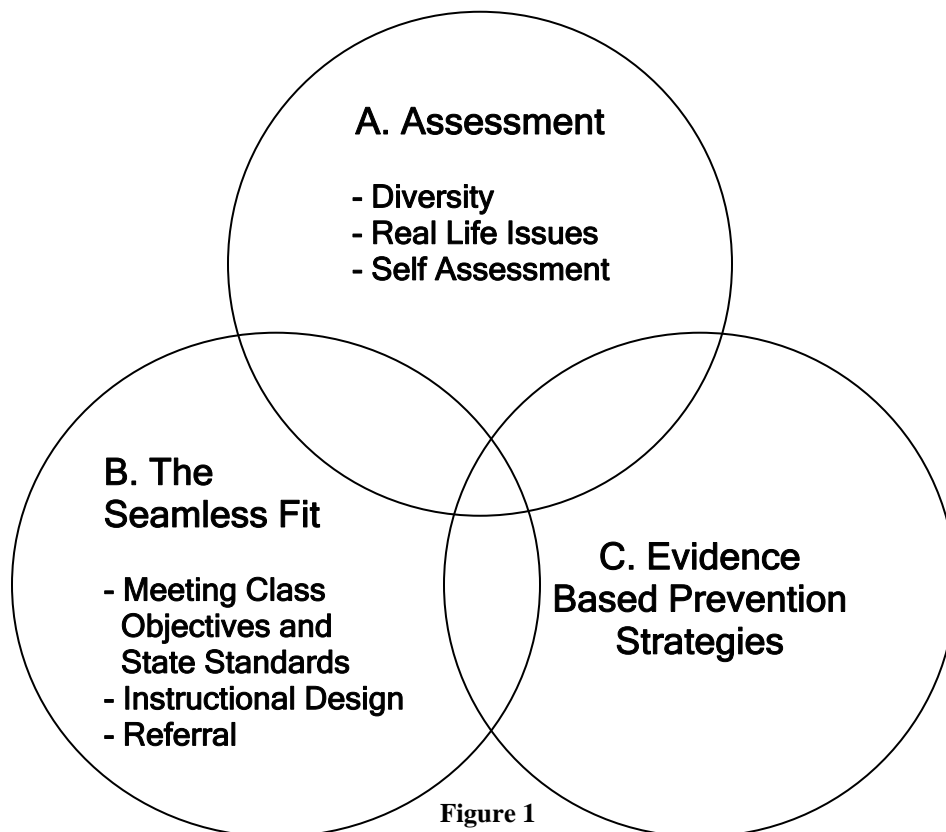 A. Assessment
- Diversity
- Real Life Issues
- Self Assessment
B. The
Seamless Fit
- Meeting Class
Objectives and
State Standards
- Instructional Design
- Referral
C. Evidence
Based Prevention
Strategies
Figure 1